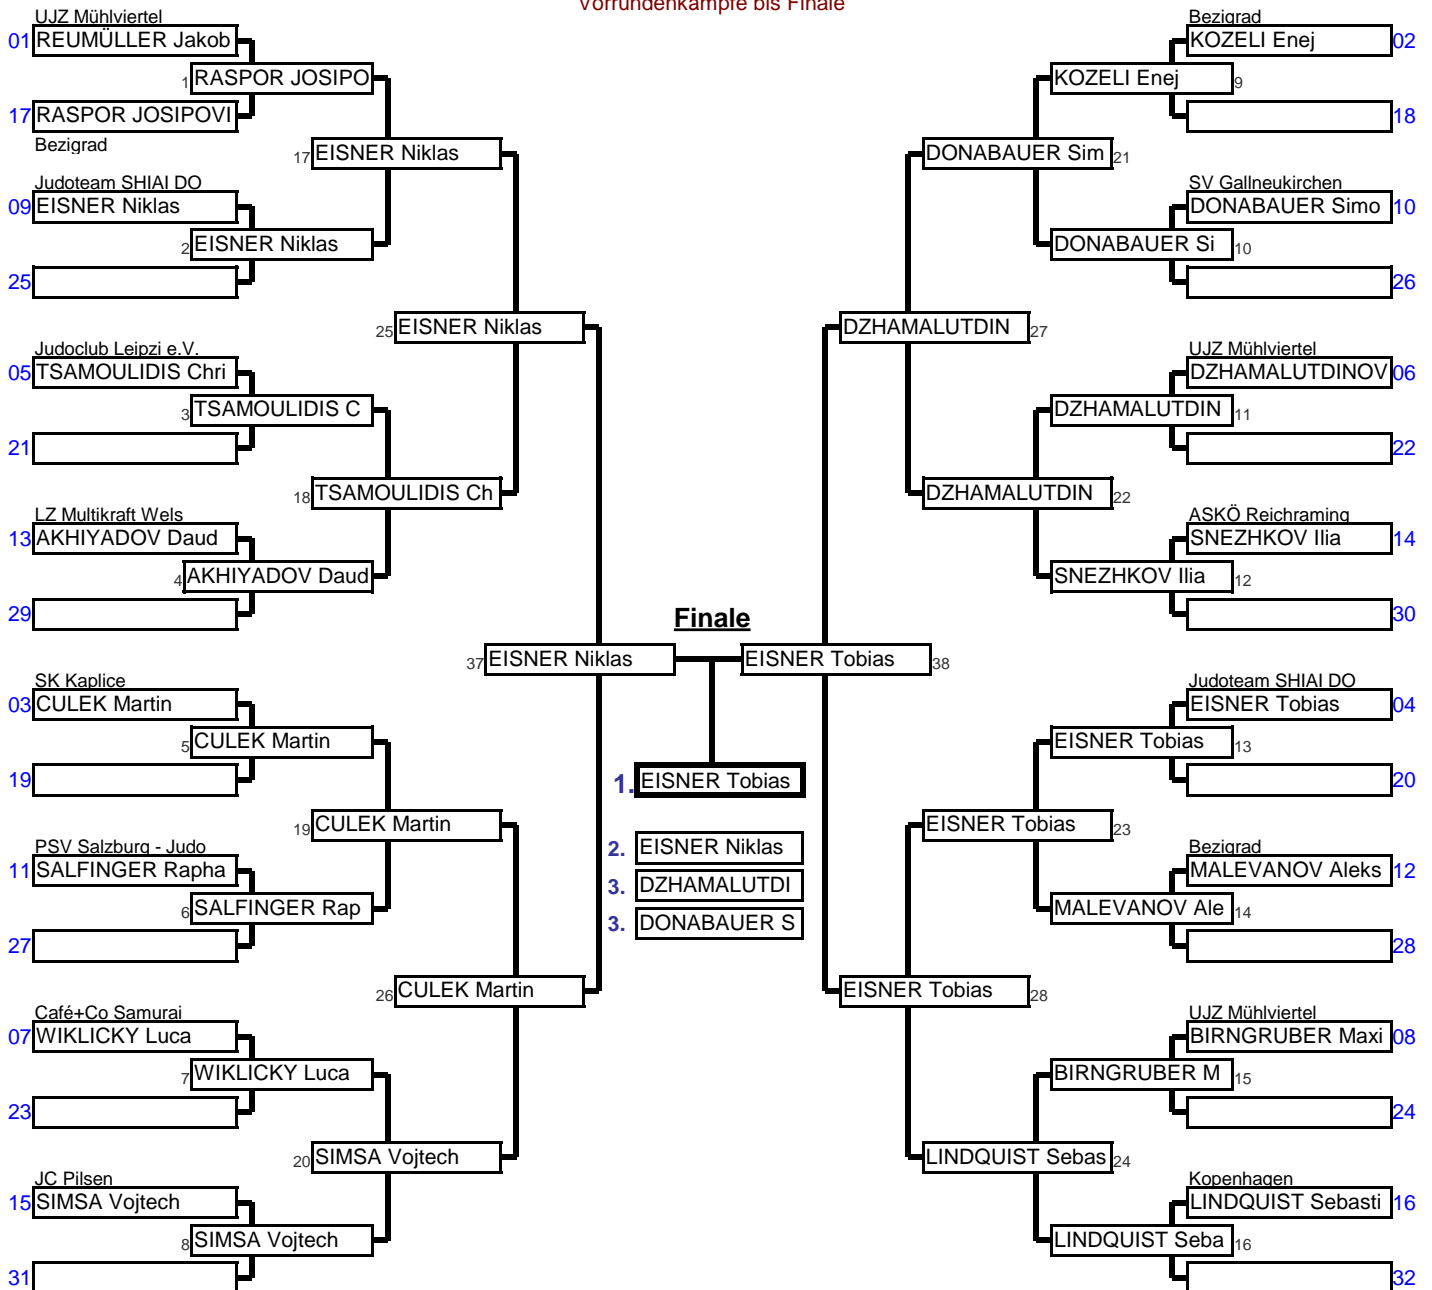 Vorrundenkämpfe bis Finale
UJZ Mühlviertel
01 REUMÜLLER Jakob
1 RASPOR JOSIPO
17 RASPOR JOSIPOVI
Bezigrad
17 EISNER Niklas
Judoteam SHIAI DO
09 EISNER Niklas
2 EISNER Niklas
25
25 EISNER Niklas
Judoclub Leipzi e.V.
05 TSAMOULIDIS Chri
3 TSAMOULIDIS C
21
18 TSAMOULIDIS Ch
LZ Multikraft Wels
13 AKHIYADOV Daud
4 AKHIYADOV Daud
29
37 EISNER Niklas
SK Kaplice
03 CULEK Martin
5 CULEK Martin
19
19 CULEK Martin
PSV Salzburg - Judo
11 SALFINGER Rapha
6 SALFINGER Rap
27
26 CULEK Martin
Café+Co Samurai
07 WIKLICKY Luca
7 WIKLICKY Luca
23
20 SIMSA Vojtech
JC Pilsen
15 SIMSA Vojtech
8 SIMSA Vojtech
31
Finale
1. EISNER Tobias
2. EISNER Niklas
3. DZHAMALUTDI
3. DONABAUER S
Bezigrad
KOZELI Enej 02
KOZELI Enej 9
18
DONABAUER Sim 21
SV Gallneukirchen
DONABAUER Simo 10
DONABAUER Si 10
26
DZHAMALUTDIN 27
UJZ Mühlviertel
DZHAMALUTDINOV 06
DZHAMALUTDIN 11
22
DZHAMALUTDIN 22
ASKÖ Reichraming
SNEZHKOV Ilia 14
SNEZHKOV Ilia 12
30
EISNER Tobias 38
Judoteam SHIAI DO
EISNER Tobias 04
EISNER Tobias 13
20
EISNER Tobias 23
Bezigrad
MALEVANOV Aleks 12
MALEVANOV Ale 14
28
EISNER Tobias 28
UJZ Mühlviertel
BIRNGRUBER Maxi 08
BIRNGRUBER M 15
24
LINDQUIST Sebas 24
Kopenhagen
LINDQUIST Sebasti 16
LINDQUIST Seba 16
32